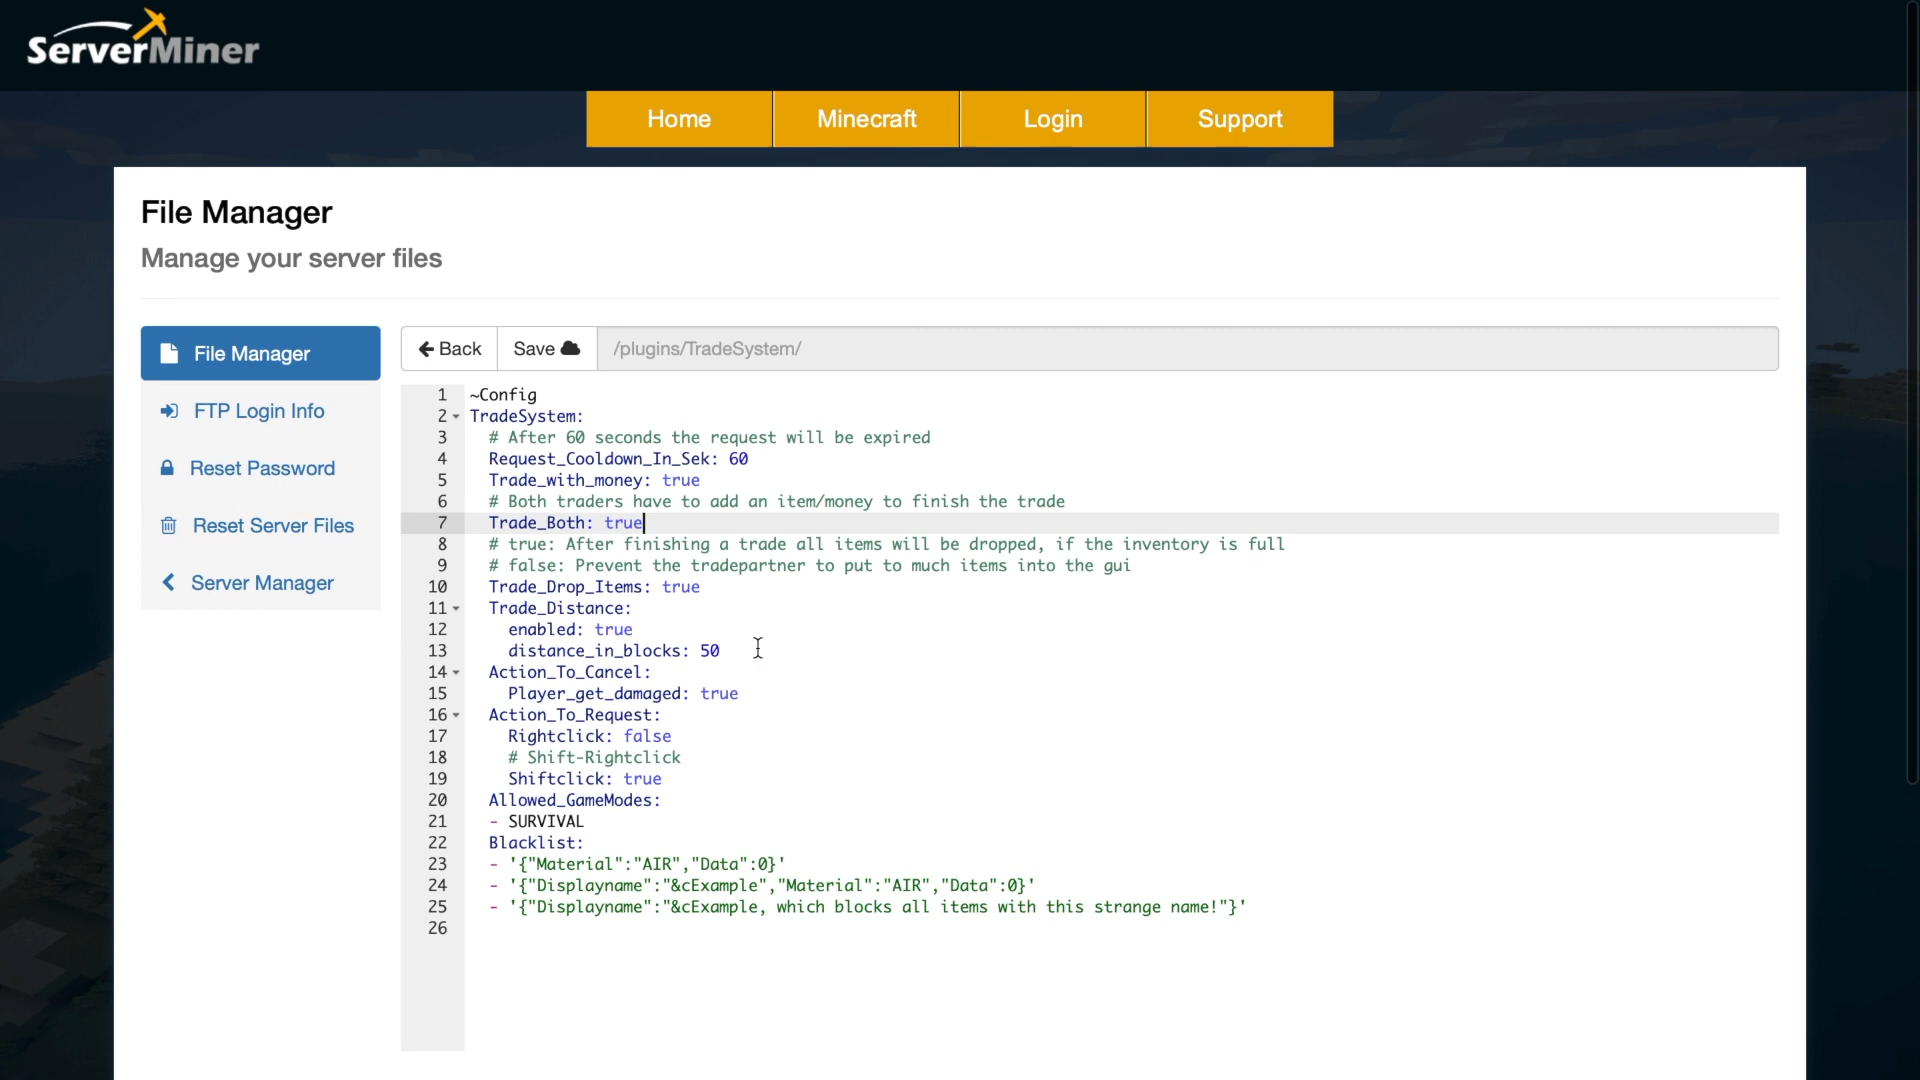 ServerMiner
Home
Minecraft
Login
Support
File Manager
Manage your server files
File Manager
FTP Login Info
Reset Password
Reset Server Files
Server Manager
Back
Save
/plugins/TradeSystem/
1 ~Config
2 TradeSystem:
3 # After 60 seconds the request will be expired
4 Request_Cooldown_In_Sek: 60
5 Trade_with_money: true
6 # Both traders have to add an item/money to finish the trade
7 Trade_Both: true
8 # true: After finishing a trade all items will be dropped, if the inventory is full
9 # false: Prevent the tradepartner to put to much items into the gui
10 Trade_Drop_Items: true
11 Trade_Distance:
12 enabled: true
13 distance_in_blocks: 50
14 Action_To_Cancel:
15 Player_get_damaged: true
16 Action_To_Request:
17 Rightclick: false
18 # Shift-Rightclick
19 Shiftclick: true
20 Allowed_GameModes:
21 - SURVIVAL
22 Blacklist:
23 - '{"Material":"AIR","Data":0}'
24 - '{"Displayname":"&cExample","Material":"AIR","Data":0}'
25 - '{"Displayname":"&cExample, which blocks all items with this strange name!"}'
26